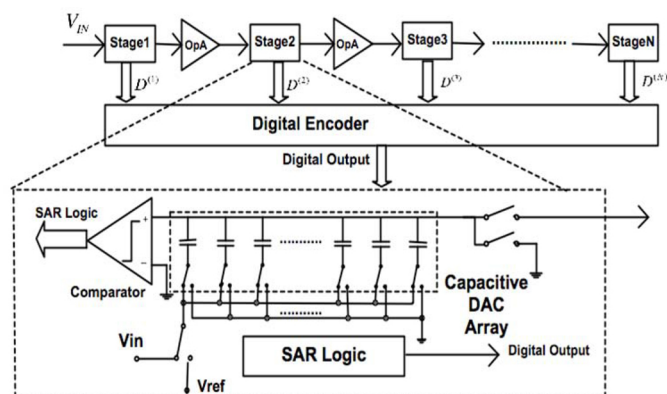 V_IN
Stage1
OpA
Stage2
OpA
Stage3
StageN
D^(1)
D^(2)
D^(3)
D^(N)
Digital Encoder
Digital Output
SAR Logic
+
−
Comparator
Capacitive
DAC
Array
Vin
SAR Logic
Digital Output
Vref